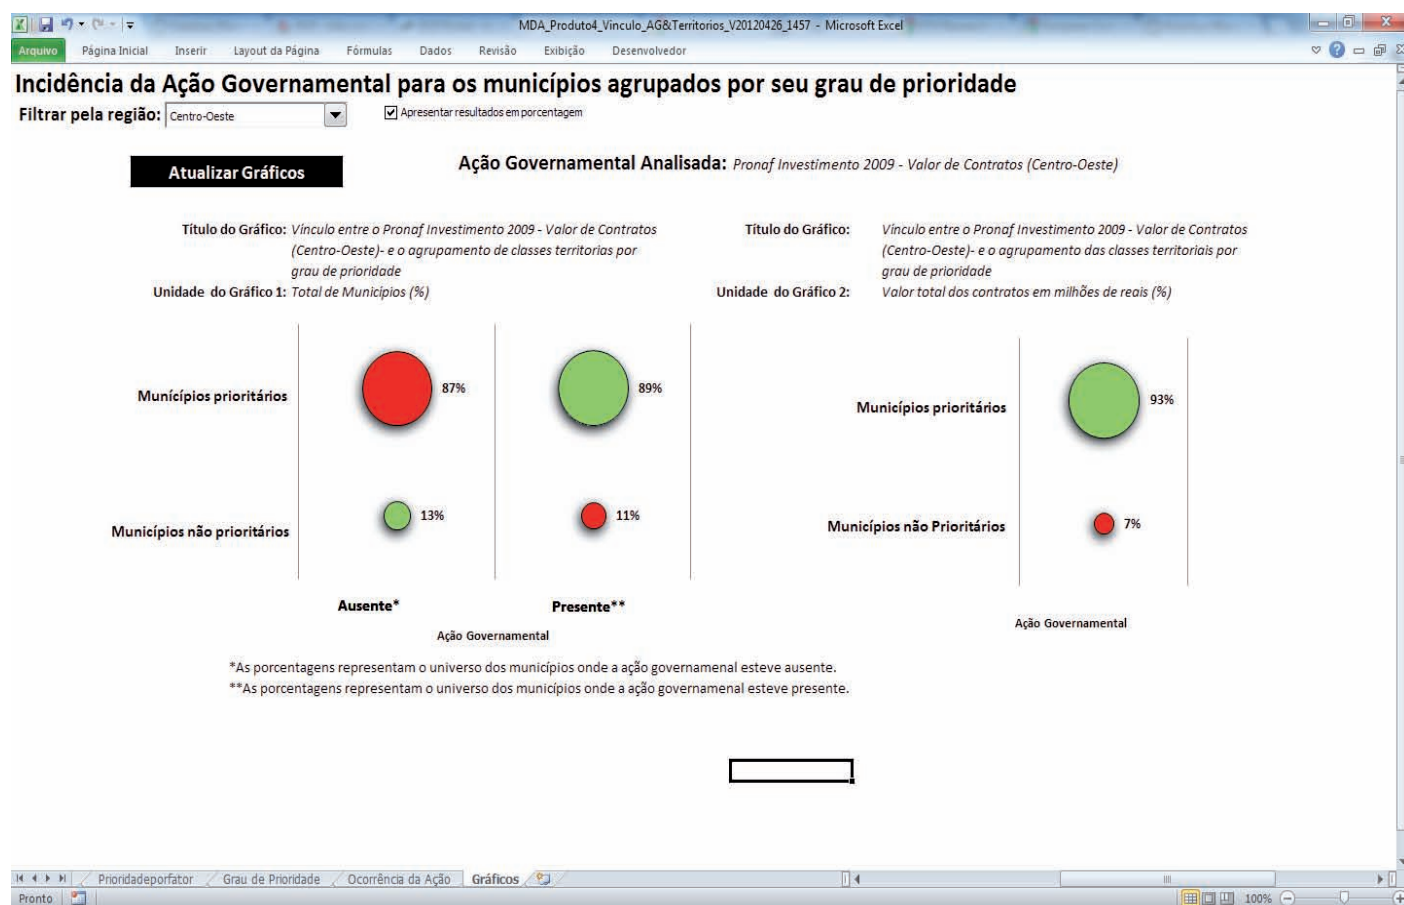 MDA_Produto4_Vinculo_AG&Territorios_V20120426_1457 - Microsoft Excel
Arquivo Página Inicial Inserir Layout da Página Fórmulas Dados Revisão Exibição Desenvolvedor
Incidência da Ação Governamental para os municípios agrupados por seu grau de prioridade
Filtrar pela região: Centro-Oeste Apresentar resultados em porcentagem
Atualizar Gráficos
Ação Governamental Analisada: Pronaf Investimento 2009 - Valor de Contratos (Centro-Oeste)
Título do Gráfico: Vínculo entre o Pronaf Investimento 2009 - Valor de Contratos
(Centro-Oeste)- e o agrupamento de classes territorias por
grau de prioridade
Unidade do Gráfico 1: Total de Municípios (%)
Título do Gráfico: Vínculo entre o Pronaf Investimento 2009 - Valor de Contratos
(Centro-Oeste)- e o agrupamento das classes territoriais por
grau de prioridade
Unidade do Gráfico 2: Valor total dos contratos em milhões de reais (%)
Munícípios prioritários 87% 89%
Municípios não prioritários 13% 11%
Ausente* Presente**
Ação Governamental
Municípios prioritários 93%
Municípios não Prioritários 7%
Ação Governamental
*As porcentagens representam o universo dos municípios onde a ação governamenal esteve ausente.
**As porcentagens representam o universo dos municípios onde a ação governamenal esteve presente.
Prioridadeporfator Grau de Prioridade Ocorrência da Ação Gráficos
Pronto 100%